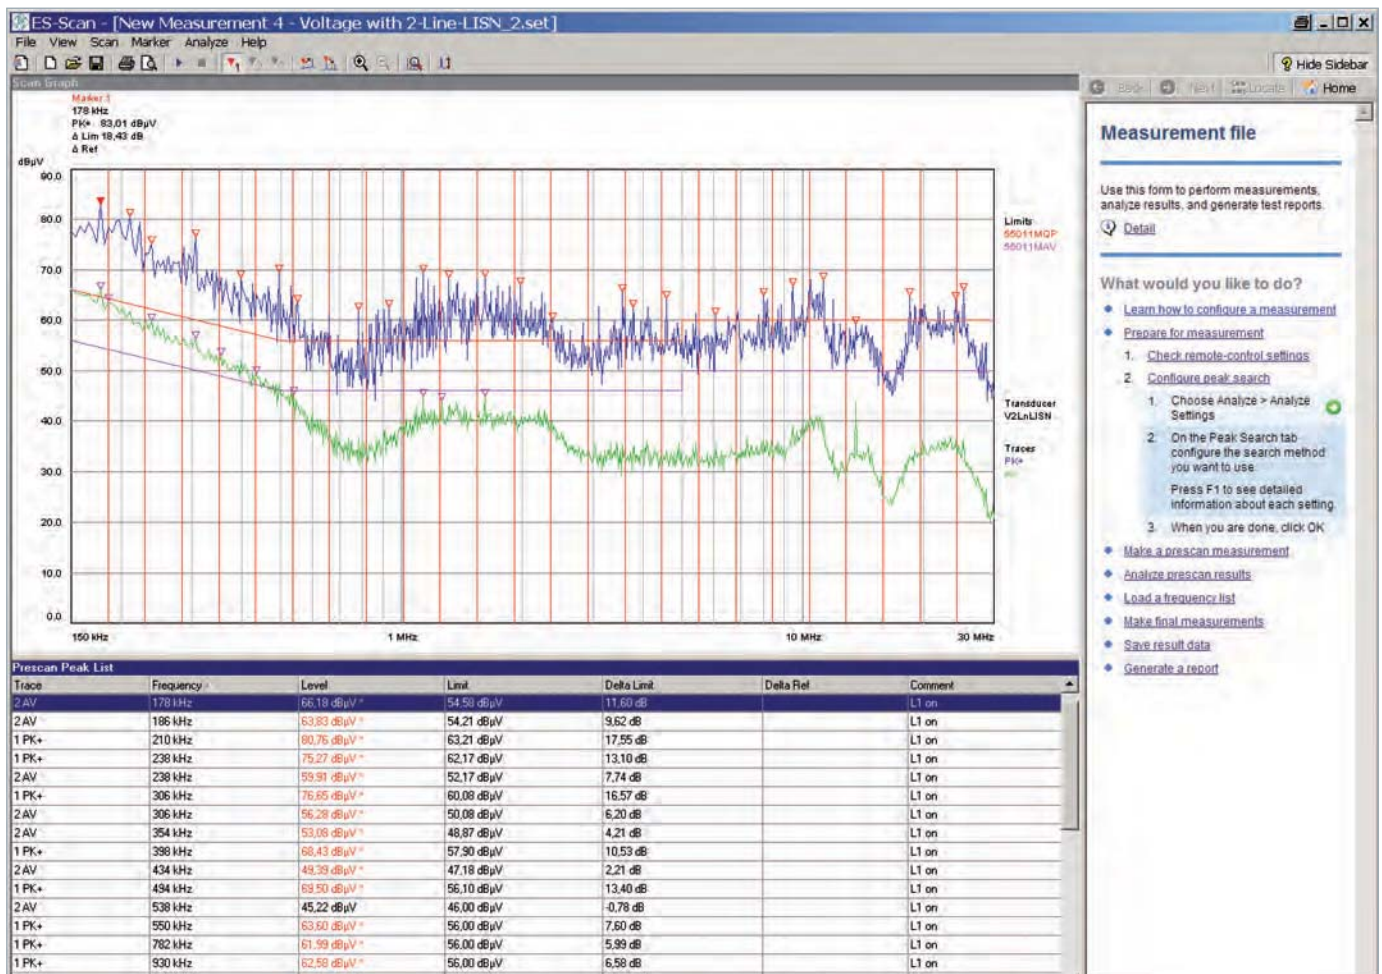 ES-Scan - [New Measurement 4 - Voltage with 2-Line-LISN_2.set]
File View Scan Marker Analyze Help
Hide Sidebar
Scan Graph
Back Next Locate Home
Marker 1
178 kHz
PK+ 83,01 dBµV
Δ Lim 18,43 dB
Δ Ref
dBµV
90.0
80.0
70.0
60.0
50.0
40.0
30.0
20.0
10.0
0.0
150 kHz 1 MHz 10 MHz 30 MHz
Limits
55011MQP
55011MAV
Transducer
V2LnLISN
Traces
PK+
AV
Measurement file
Use this form to perform measurements,
analyze results, and generate test reports.
Detail
What would you like to do?
Learn how to configure a measurement
Prepare for measurement
1. Check remote-control settings
2. Configure peak search
1. Choose Analyze > Analyze
Settings
2. On the Peak Search tab
configure the search method
you want to use.
Press F1 to see detailed
information about each setting.
3. When you are done, click OK
Make a prescan measurement
Analyze prescan results
Load a frequency list
Make final measurements
Save result data
Generate a report
Prescan Peak List
Trace Frequency Level Limit Delta Limit Delta Ref Comment
2 AV 178 kHz 66,18 dBµV * 54,58 dBµV 11,60 dB L1 on
2 AV 186 kHz 63,83 dBµV * 54,21 dBµV 9,62 dB L1 on
1 PK+ 210 kHz 80,76 dBµV * 63,21 dBµV 17,55 dB L1 on
1 PK+ 238 kHz 75,27 dBµV * 62,17 dBµV 13,10 dB L1 on
2 AV 238 kHz 59,91 dBµV * 52,17 dBµV 7,74 dB L1 on
1 PK+ 306 kHz 76,65 dBµV * 60,08 dBµV 16,57 dB L1 on
2 AV 306 kHz 56,28 dBµV * 50,08 dBµV 6,20 dB L1 on
2 AV 354 kHz 53,08 dBµV * 48,87 dBµV 4,21 dB L1 on
1 PK+ 398 kHz 68,43 dBµV * 57,90 dBµV 10,53 dB L1 on
2 AV 434 kHz 49,39 dBµV * 47,18 dBµV 2,21 dB L1 on
1 PK+ 494 kHz 69,50 dBµV * 56,10 dBµV 13,40 dB L1 on
2 AV 538 kHz 45,22 dBµV 46,00 dBµV -0,78 dB L1 on
1 PK+ 550 kHz 63,60 dBµV * 56,00 dBµV 7,60 dB L1 on
1 PK+ 782 kHz 61,99 dBµV * 56,00 dBµV 5,99 dB L1 on
1 PK+ 930 kHz 62,58 dBµV * 56,00 dBµV 6,58 dB L1 on